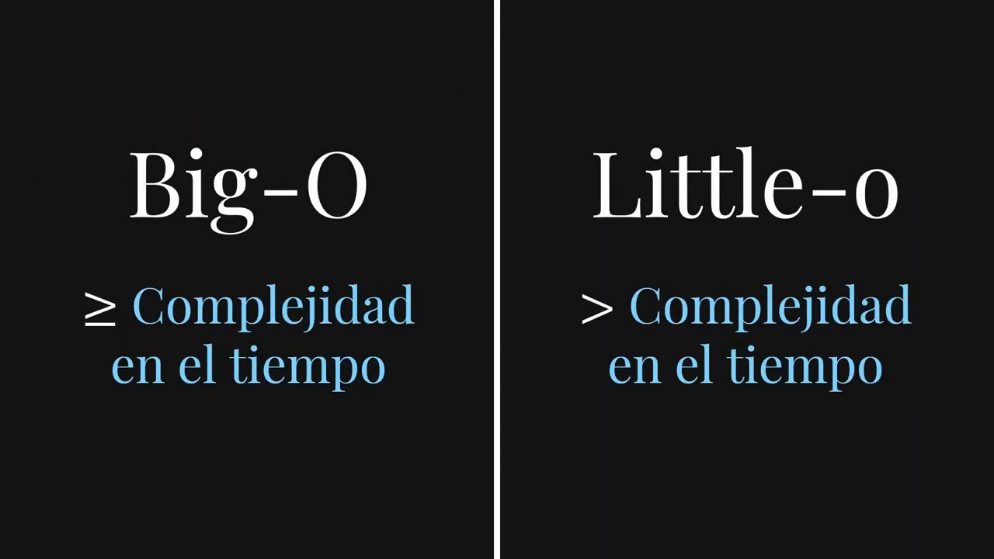 Big-O
≥ Complejidad
en el tiempo
Little-o
> Complejidad
en el tiempo